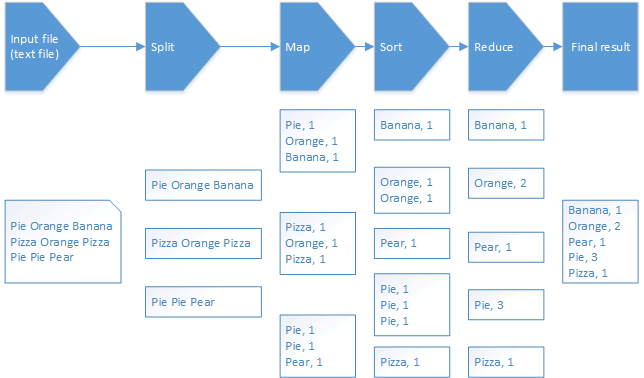 Input file
(text file)
Split
Map
Sort
Reduce
Final result
Pie Orange Banana
Pizza Orange Pizza
Pie Pie Pear
Pie Orange Banana
Pizza Orange Pizza
Pie Pie Pear
Pie, 1
Orange, 1
Banana, 1
Pizza, 1
Orange, 1
Pizza, 1
Pie, 1
Pie, 1
Pear, 1
Banana, 1
Orange, 1
Orange, 1
Pear, 1
Pie, 1
Pie, 1
Pie, 1
Pizza, 1
Banana, 1
Orange, 2
Pear, 1
Pie, 3
Pizza, 1
Banana, 1
Orange, 2
Pear, 1
Pie, 3
Pizza, 1